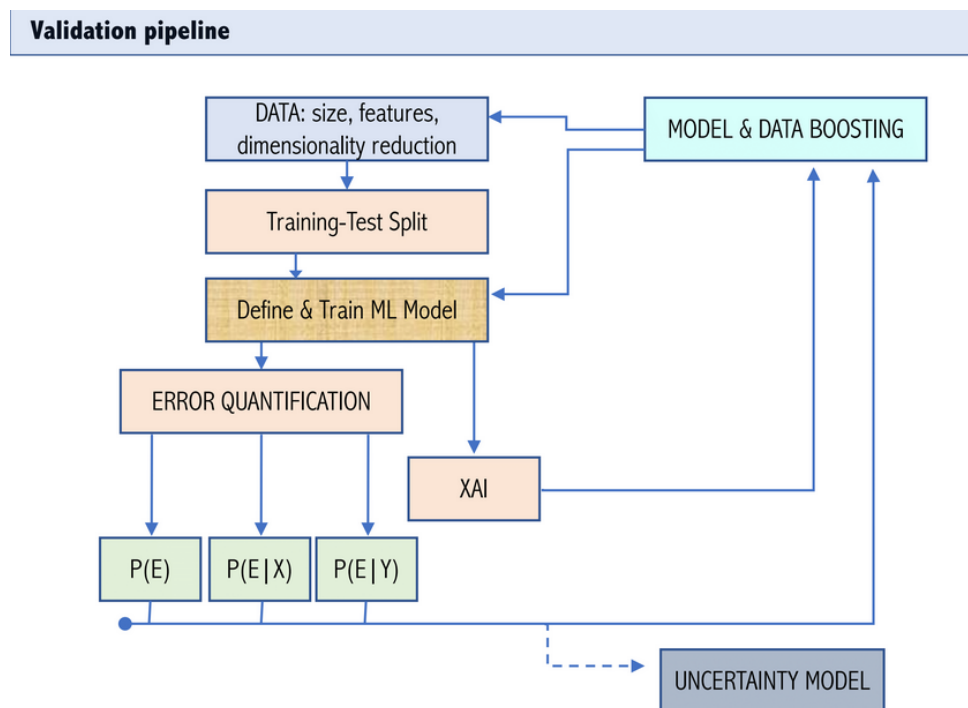 Validation pipeline
DATA: size, features,
dimensionality reduction
MODEL & DATA BOOSTING
Training-Test Split
Define & Train ML Model
ERROR QUANTIFICATION
XAI
P(E)
P(E|X)
P(E|Y)
UNCERTAINTY MODEL